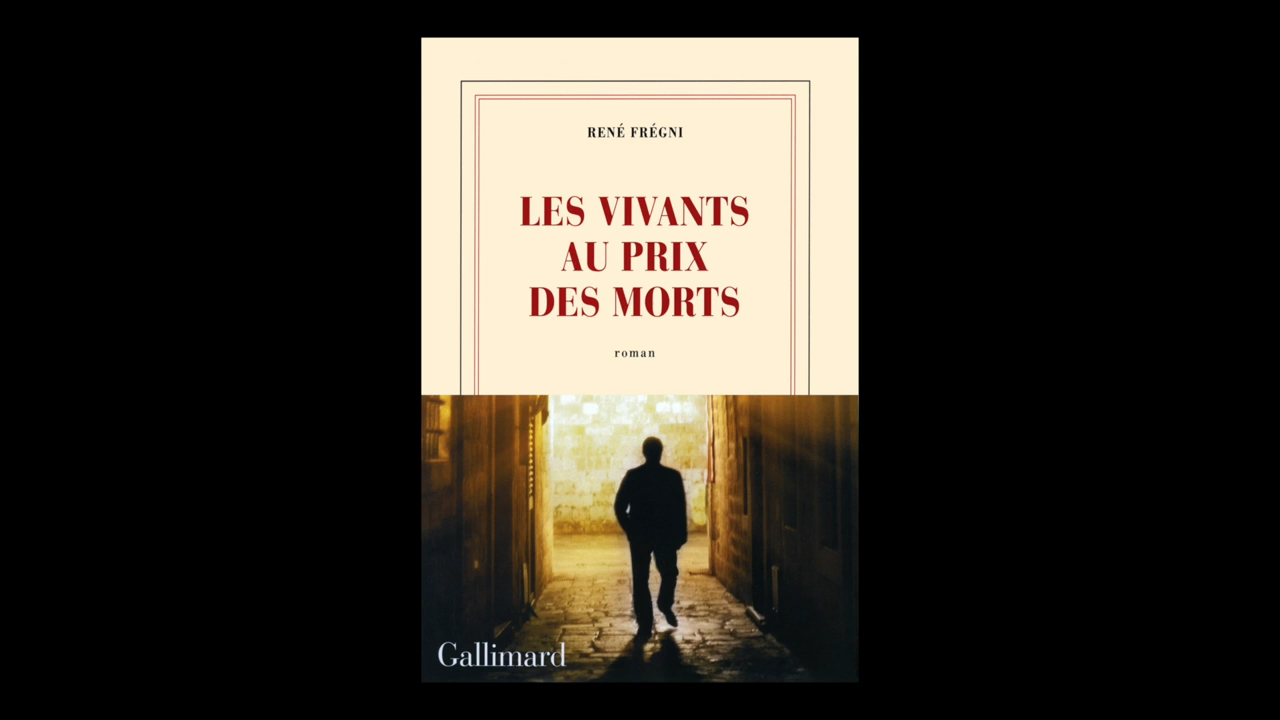 RENÉ FRÉGNI
LES VIVANTS
AU PRIX
DES MORTS
roman
Gallimard